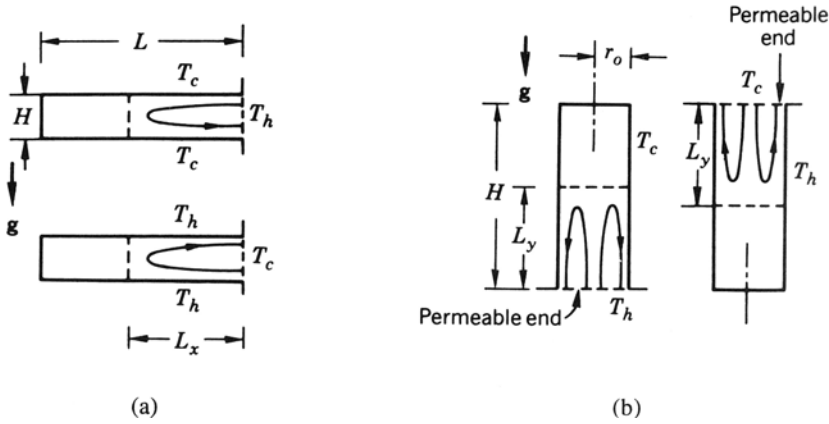 L
T_c
H
T_h
T_c
g
T_h
T_c
T_h
L_x
(a)
Permeable
end
r_o
g
T_c
T_c
L_y
T_h
H
L_y
Permeable end
T_h
(b)